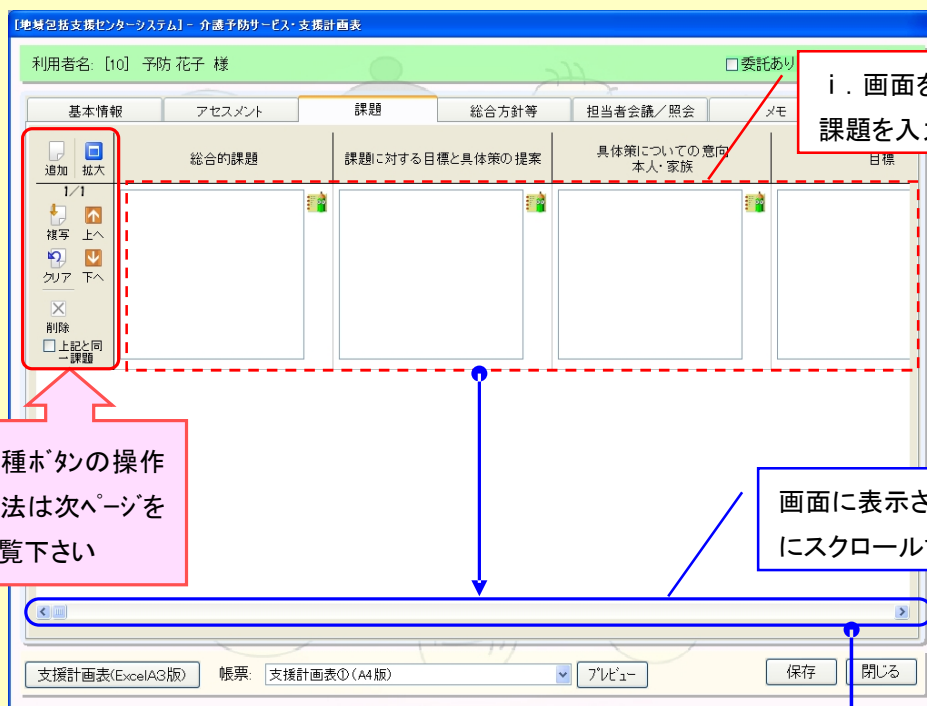 [地域包括支援センターシステム] - 介護予防サービス・支援計画表
利用者名: [10] 予防 花子 様
委託あり
i．画面を
課題を入
基本情報 アセスメント 課題 総合方針等 担当者会議／照会 メモ
追加 拡大
1/1
複写 上へ
クリア 下へ
削除
上記と同
一課題
総合的課題
課題に対する目標と具体策の提案
具体策についての意向
本人・家族
目標
種ﾎﾞﾀﾝの操作
法は次ﾍﾟｰｼﾞを
覧下さい
画面に表示さ
にスクロール
支援計画表(ExcelA3版) 帳票: 支援計画表①(A4版) ﾌﾟﾚﾋﾞｭｰ 保存 閉じる